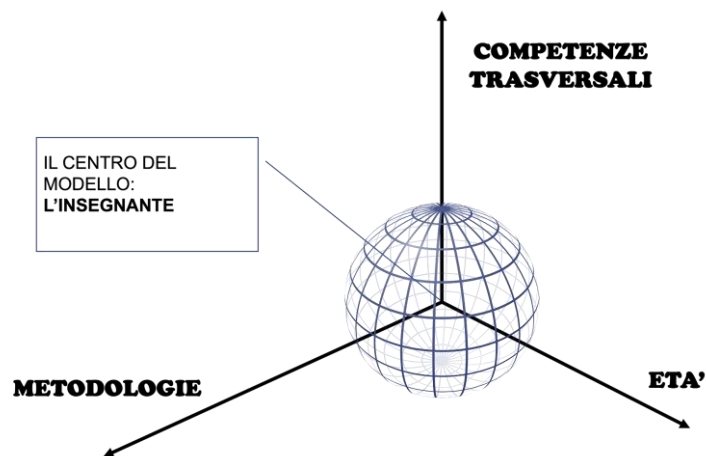 COMPETENZE
TRASVERSALI
IL CENTRO DEL
MODELLO:
L'INSEGNANTE
METODOLOGIE
ETA'